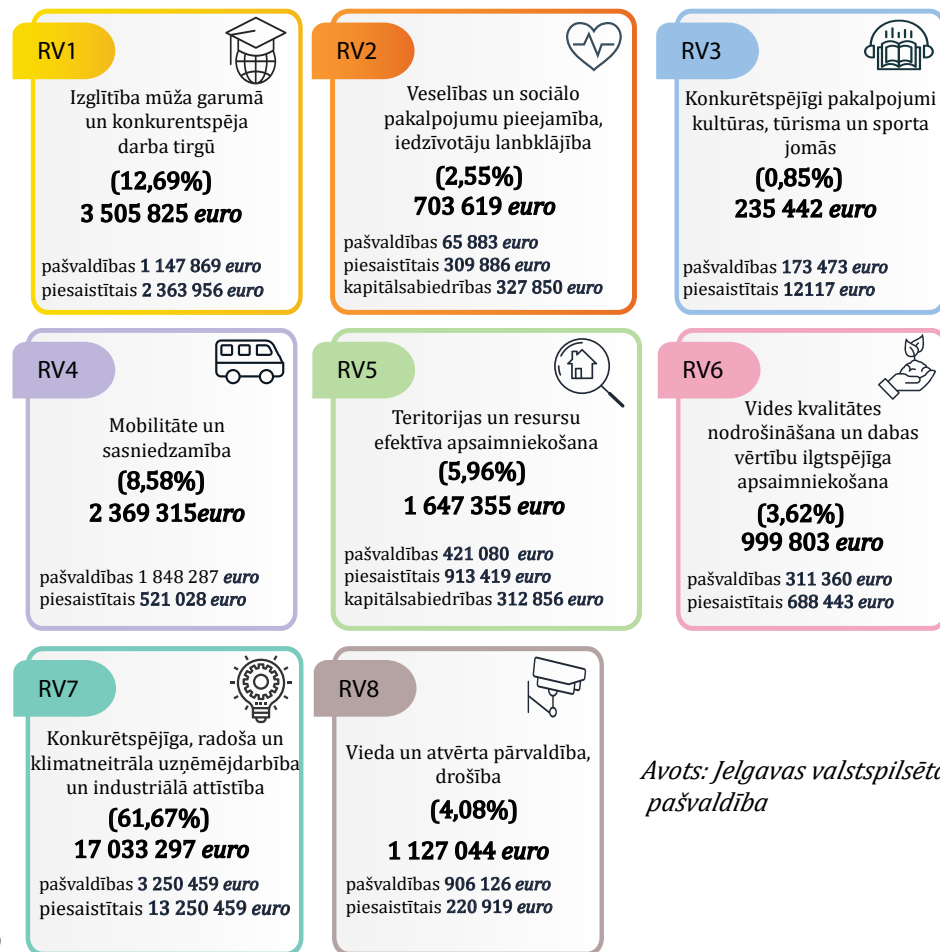 RV1
Izglītība mūža garumā
un konkurentspēja
darba tirgū
(12,69%)
3 505 825 euro
pašvaldības 1 147 869 euro
piesaistītais 2 363 956 euro
RV2
Veselības un sociālo
pakalpojumu pieejamība,
iedzīvotāju lanbklājība
(2,55%)
703 619 euro
pašvaldības 65 883 euro
piesaistītais 309 886 euro
kapitālsabiedrības 327 850 euro
RV3
Konkurētspējīgi pakalpojumi
kultūras, tūrisma un sporta
jomās
(0,85%)
235 442 euro
pašvaldības 173 473 euro
piesaistītais 12117 euro
RV4
Mobilitāte un
sasniedzamība
(8,58%)
2 369 315euro
pašvaldības 1 848 287 euro
piesaistītais 521 028 euro
RV5
Teritorijas un resursu
efektīva apsaimniekošana
(5,96%)
1 647 355 euro
pašvaldības 421 080 euro
piesaistītais 913 419 euro
kapitālsabiedrības 312 856 euro
RV6
Vides kvalitātes
nodrošināšana un dabas
vērtību ilgtspējīga
apsaimniekošana
(3,62%)
999 803 euro
pašvaldības 311 360 euro
piesaistītais 688 443 euro
RV7
Konkurētspējīga, radoša un
klimatneitrāla uzņēmējdarbība
un industriālā attīstība
(61,67%)
17 033 297 euro
pašvaldības 3 250 459 euro
piesaistītais 13 250 459 euro
RV8
Vieda un atvērta pārvaldība,
drošība
(4,08%)
1 127 044 euro
pašvaldības 906 126 euro
piesaistītais 220 919 euro
Avots: Jelgavas valstspilsēta
pašvaldība